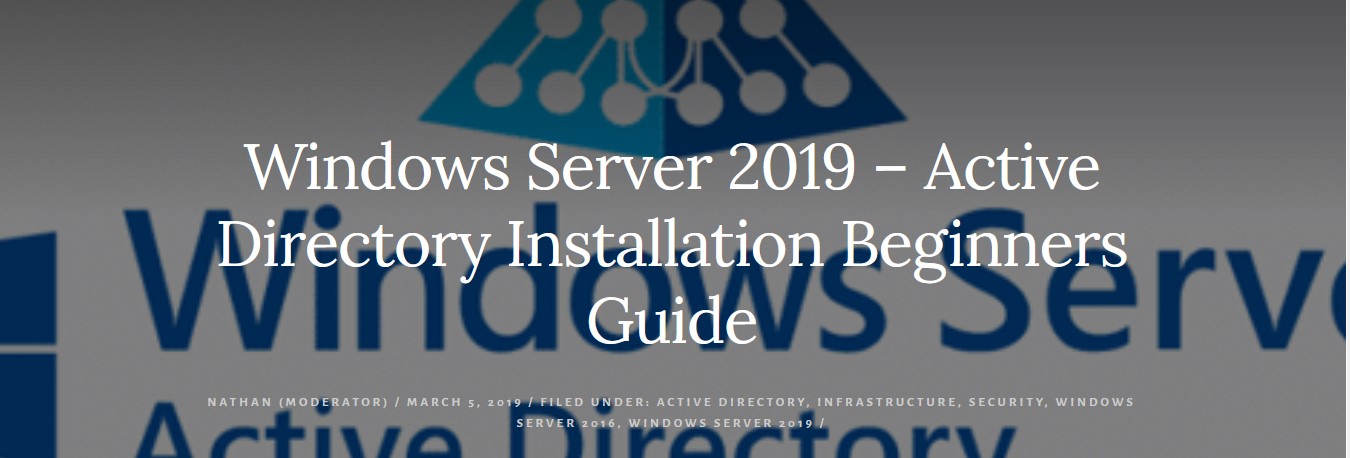 Windows Server 2019 – Active
Directory Installation Beginners
Guide
NATHAN (MODERATOR) / MARCH 5, 2019 / FILED UNDER: ACTIVE DIRECTORY, INFRASTRUCTURE, SECURITY, WINDOWS
SERVER 2016, WINDOWS SERVER 2019 /
Windows Serve
Active Directory